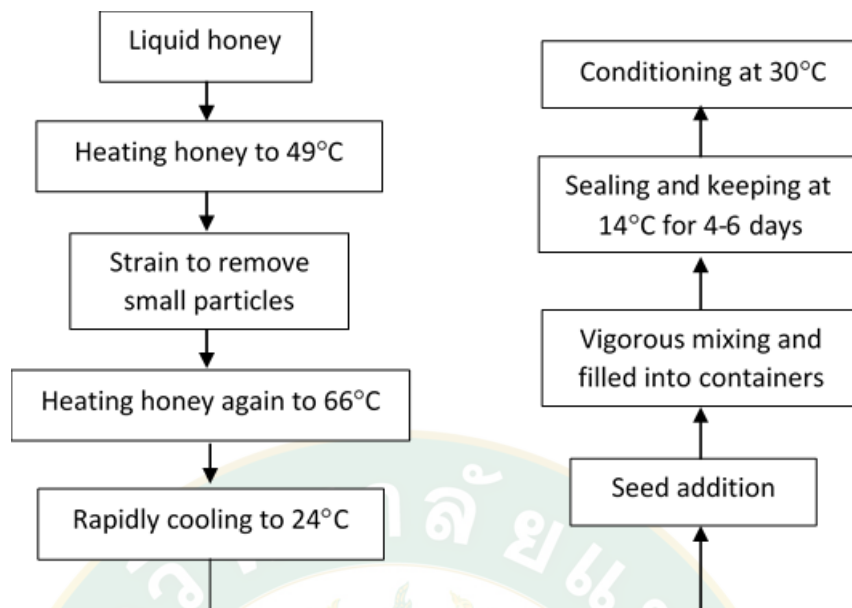 Liquid honey
Heating honey to 49°C
Strain to remove
small particles
Heating honey again to 66°C
Rapidly cooling to 24°C
Seed addition
Vigorous mixing and
filled into containers
Sealing and keeping at
14°C for 4-6 days
Conditioning at 30°C